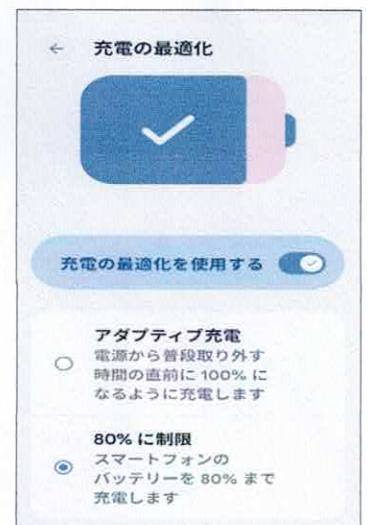 ← 充電の最適化
充電の最適化を使用する
アダプティブ充電
電源から普段取り外す
時間の直前に 100% に
なるように充電します
80% に制限
スマートフォンの
バッテリーを 80% まで
充電します